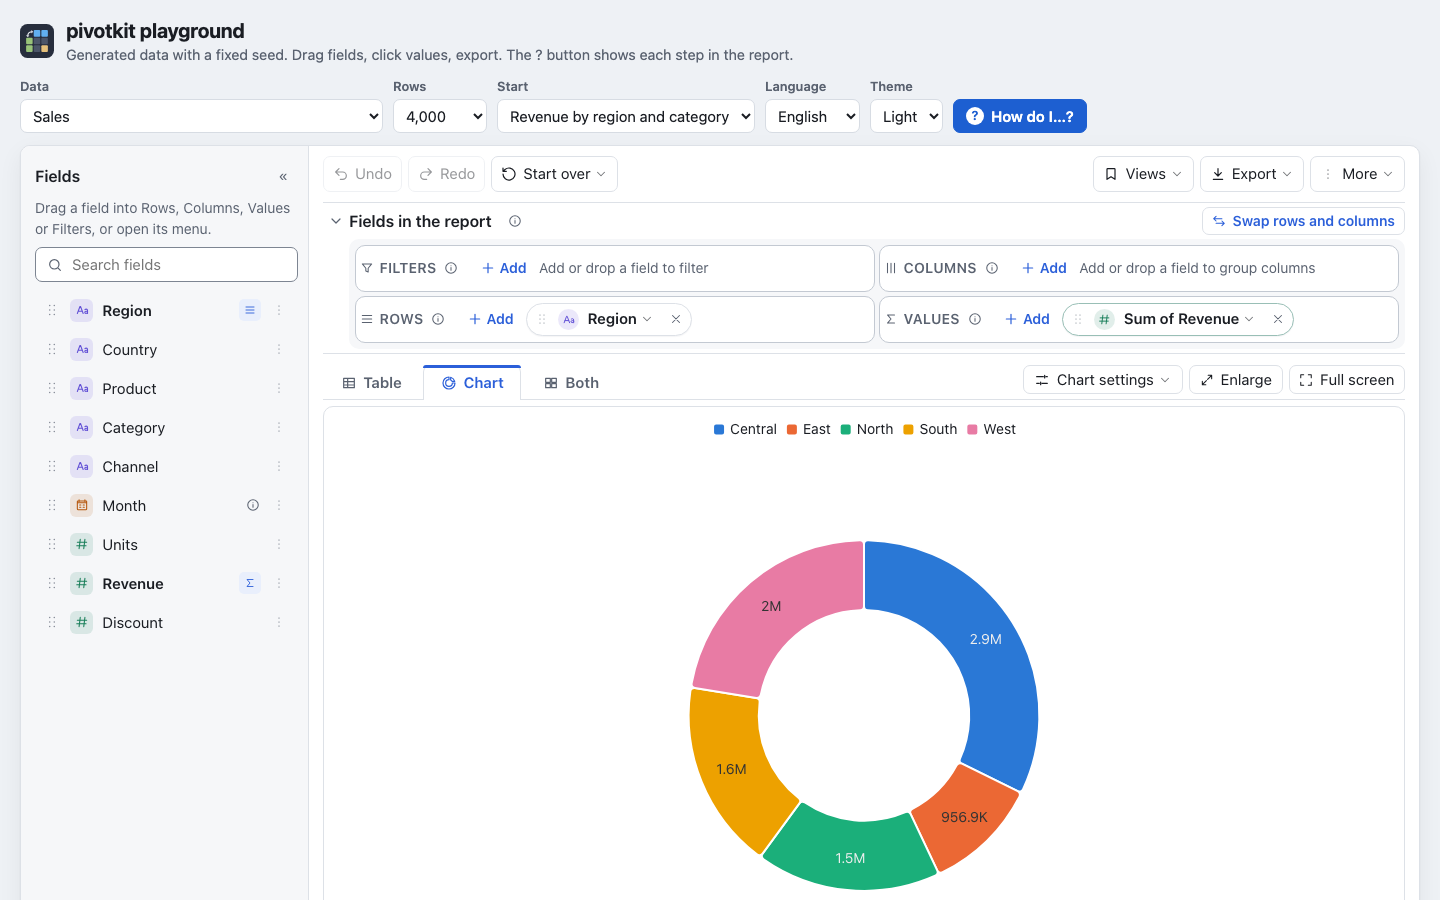 pivotkit playground
Generated data with a fixed seed. Drag fields, click values, export. The ? button shows each step in the report.
Data
Rows
Start
Language
Theme
Sales
4,000
Revenue by region and category
English
Light
? How do I...?
Fields
«
Drag a field into Rows, Columns, Values
or Filters, or open its menu.
Search fields
Aa Region
Aa Country
Aa Product
Aa Category
Aa Channel
Month
# Units
# Revenue Σ
# Discount
Undo
Redo
Start over
Views
Export
More
Fields in the report
Swap rows and columns
FILTERS
+ Add
Add or drop a field to filter
COLUMNS
+ Add
Add or drop a field to group columns
ROWS
+ Add
Aa Region
Σ VALUES
+ Add
# Sum of Revenue
Table
Chart
Both
Chart settings
Enlarge
Full screen
Central East North South West
2M
2.9M
1.6M
956.9K
1.5M